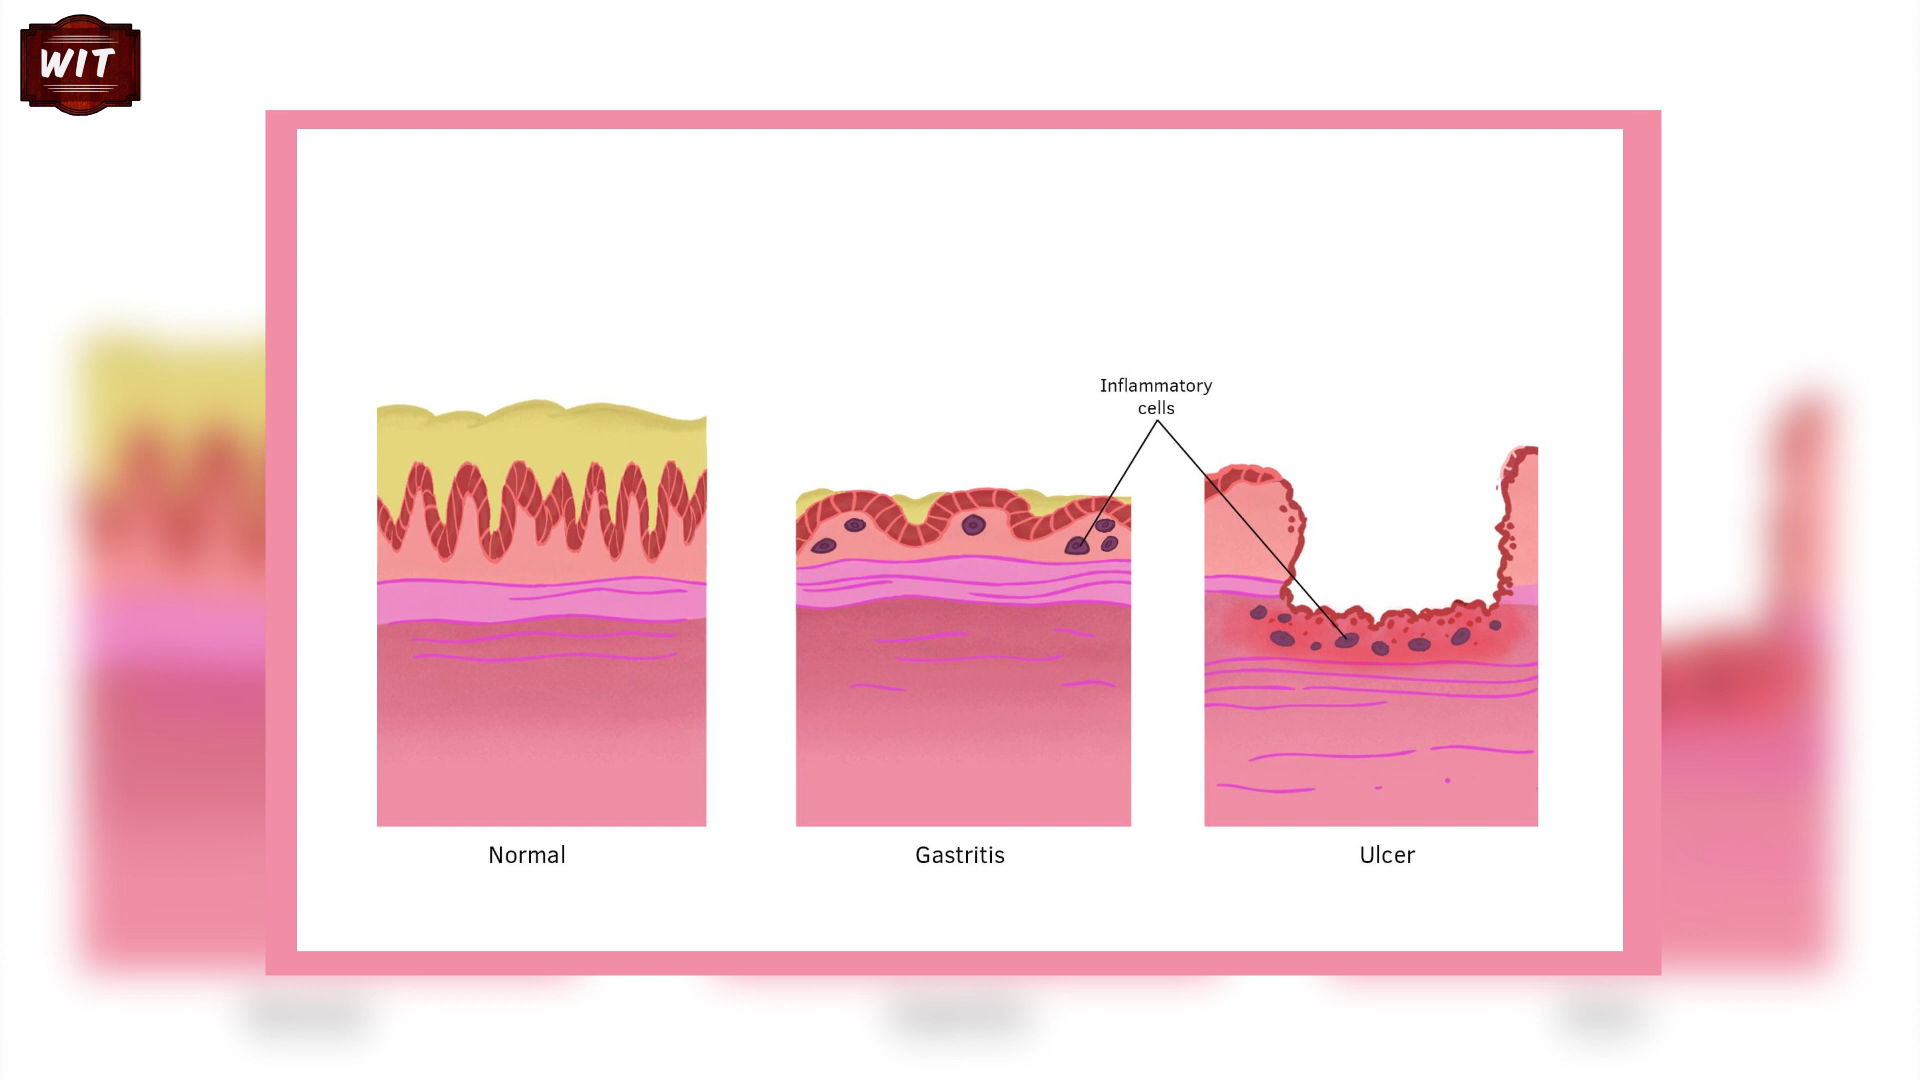 WIT
Inflammatory
cells
Normal
Gastritis
Ulcer